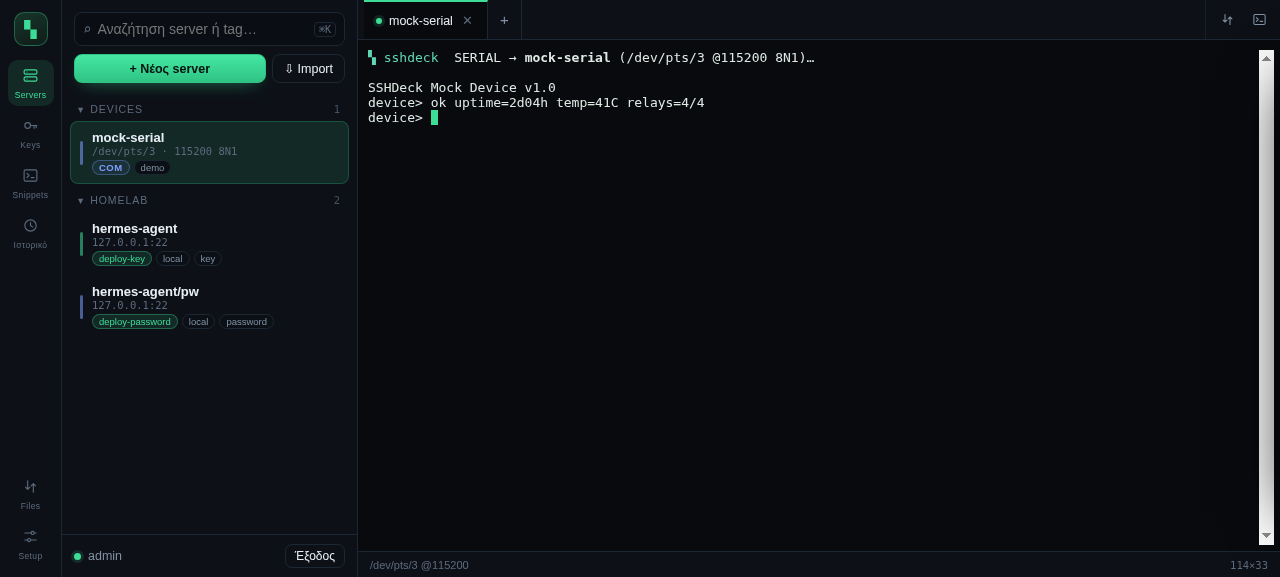 Servers
Keys
Snippets
Ιστορικό
Files
Setup
Αναζήτηση server ή tag…
⌘K
+ Νέος server
⇩ Import
▾ DEVICES 1
mock-serial
/dev/pts/3 · 115200 8N1
COM demo
▾ HOMELAB 2
hermes-agent
127.0.0.1:22
deploy-key local key
hermes-agent/pw
127.0.0.1:22
deploy-password local password
admin
Έξοδος
mock-serial ✕ +
▚ sshdeck SERIAL → mock-serial (/dev/pts/3 @115200 8N1)…
SSHDeck Mock Device v1.0
device> ok uptime=2d04h temp=41C relays=4/4
device>
/dev/pts/3 @115200
114×33